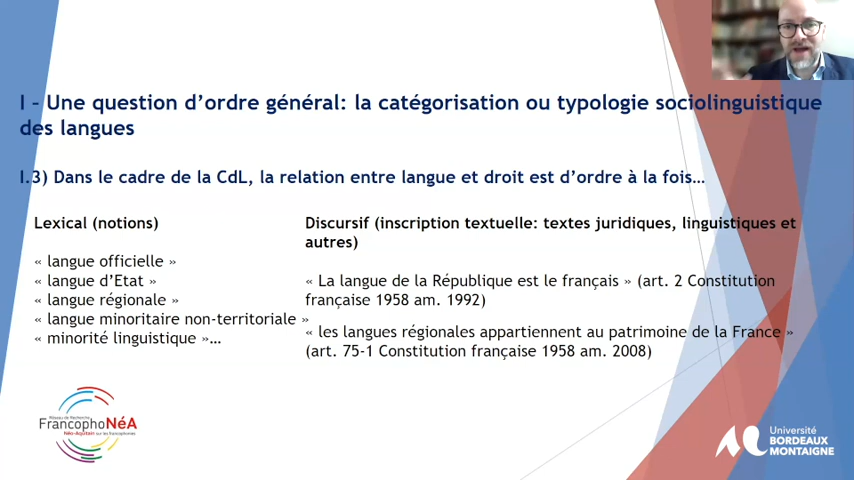 I – Une question d’ordre général: la catégorisation ou typologie sociolinguistique
des langues
I.3) Dans le cadre de la CdL, la relation entre langue et droit est d’ordre à la fois…
Lexical (notions)
« langue officielle »
« langue d’Etat »
« langue régionale »
« langue minoritaire non-territoriale »
« minorité linguistique »…
Discursif (inscription textuelle: textes juridiques, linguistiques et
autres)
« La langue de la République est le français » (art. 2 Constitution
française 1958 am. 1992)
« les langues régionales appartiennent au patrimoine de la France »
(art. 75-1 Constitution française 1958 am. 2008)
Réseau de Recherche
FrancophoNéA
Néo-Aquitain sur les francophonies
Université
BORDEAUX
MONTAIGNE